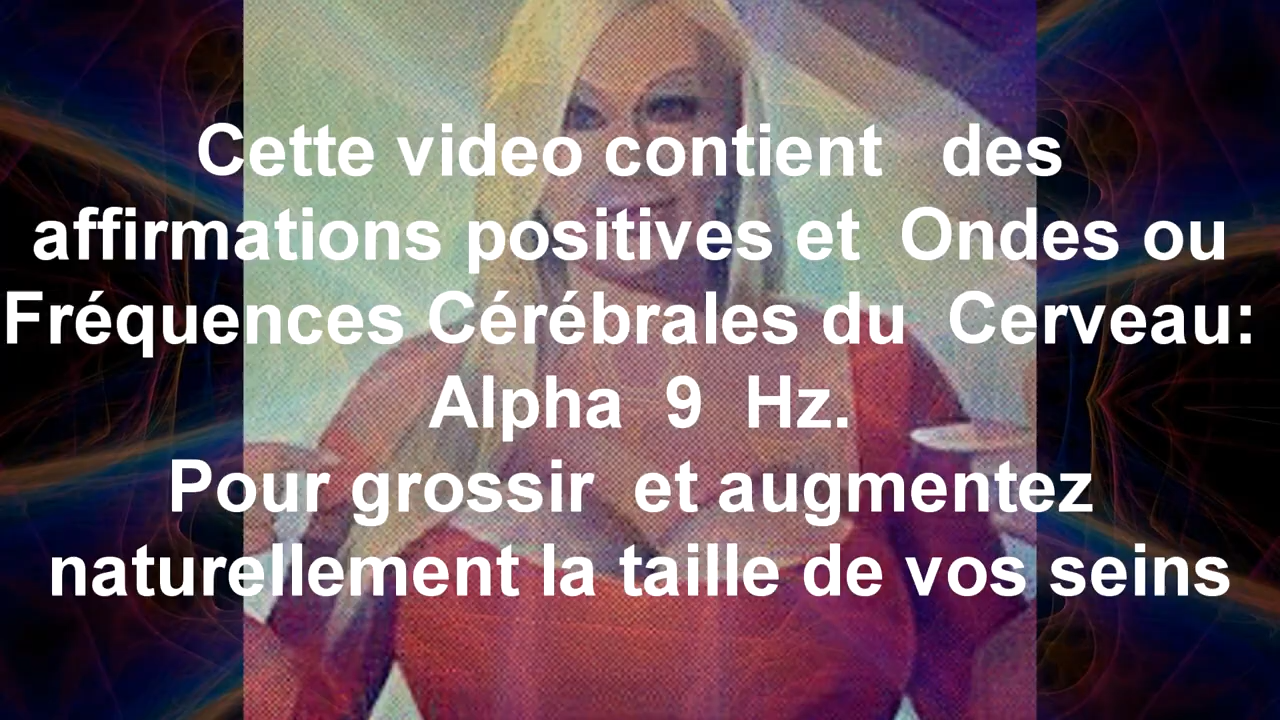 Cette video contient des
affirmations positives et Ondes ou
Fréquences Cérébrales du Cerveau:
Alpha 9 Hz.
Pour grossir et augmentez
naturellement la taille de vos seins